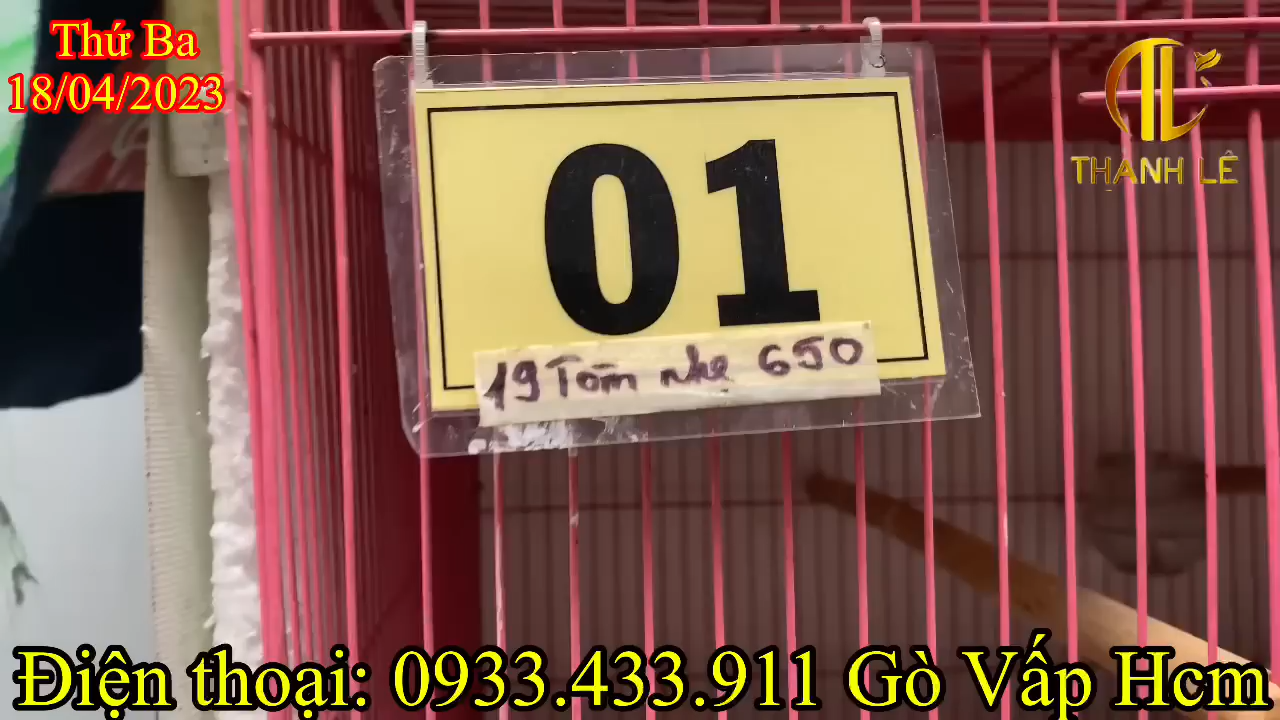 Thứ Ba
18/04/2023
TL
THANH LÊ
01
19 Tôm nhẹ 650
Điện thoại: 0933.433.911 Gò Vấp Hcm